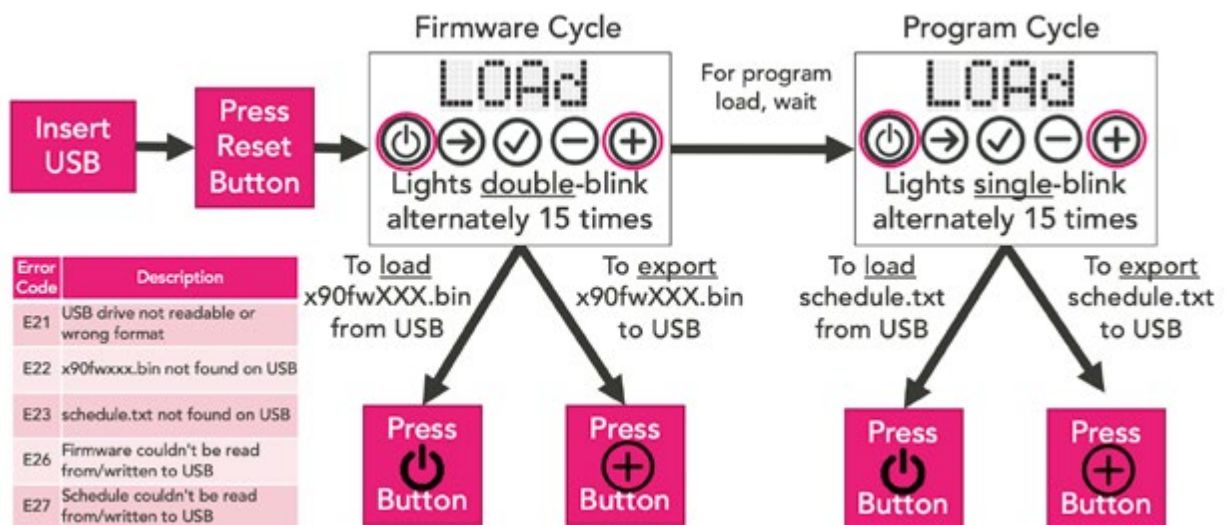 Firmware Cycle
Program Cycle
LOAd
LOAd
For program
load, wait
Insert
USB
Press
Reset
Button
Lights double-blink
alternately 15 times
Lights single-blink
alternately 15 times
To load
x90fwXXX.bin
from USB
To export
x90fwXXX.bin
to USB
To load
schedule.txt
from USB
To export
schedule.txt
to USB
Error
Code
Description
E21
USB drive not readable or
wrong format
E22
x90fwxxx.bin not found on USB
E23
schedule.txt not found on USB
E26
Firmware couldn't be read
from/written to USB
E27
Schedule couldn't be read
from/written to USB
Press
Button
Press
Button
Press
Button
Press
Button